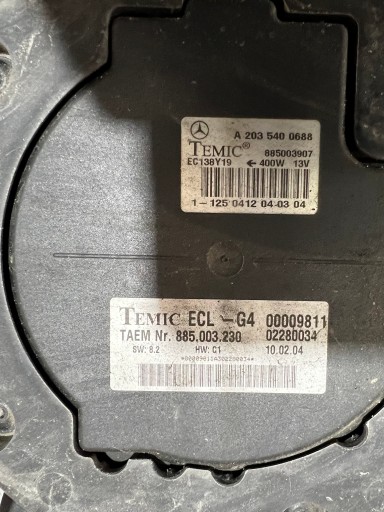 A 203 540 0688
TEMIC® 885003907
EC138Y19 ← 400W 13V
1-125 0412 04-03 04
TEMIC ECL -G4 00009811
TAEM Nr. 885.003.230 02280034
SW: 8.2 HW: C1 10.02.04